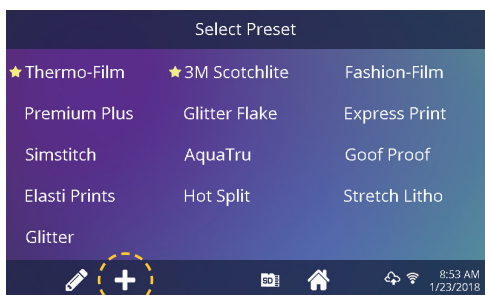 Select Preset
Thermo-Film 3M Scotchlite Fashion-Film
Premium Plus Glitter Flake Express Print
Simstitch AquaTru Goof Proof
Elasti Prints Hot Split Stretch Litho
Glitter
SD 8:53 AM
1/23/2018